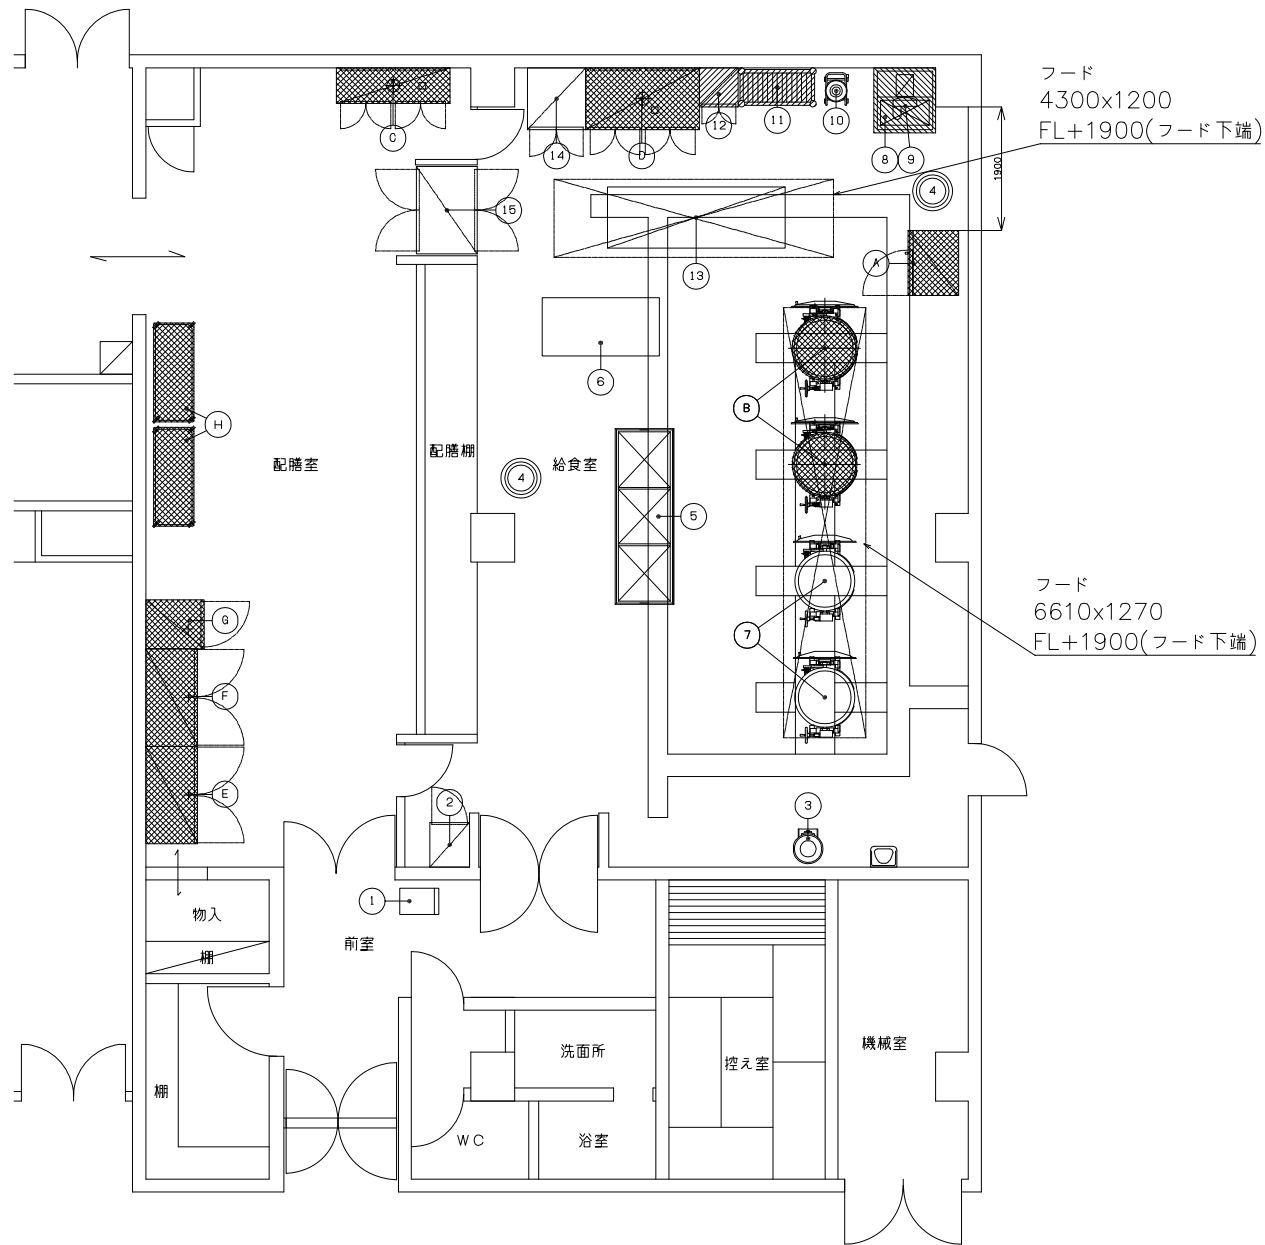 フード
4300x1200
FL+1900(フード下端)
C
14
D
12
11
10
8
9
1900
4
15
A
13
6
B
H
配膳室
配膳棚
給食室
4
5
フード
6610x1270
FL+1900(フード下端)
G
7
F
E
2
3
1
物入
前室
棚
洗面所
控え室
機械室
棚
WC
浴室